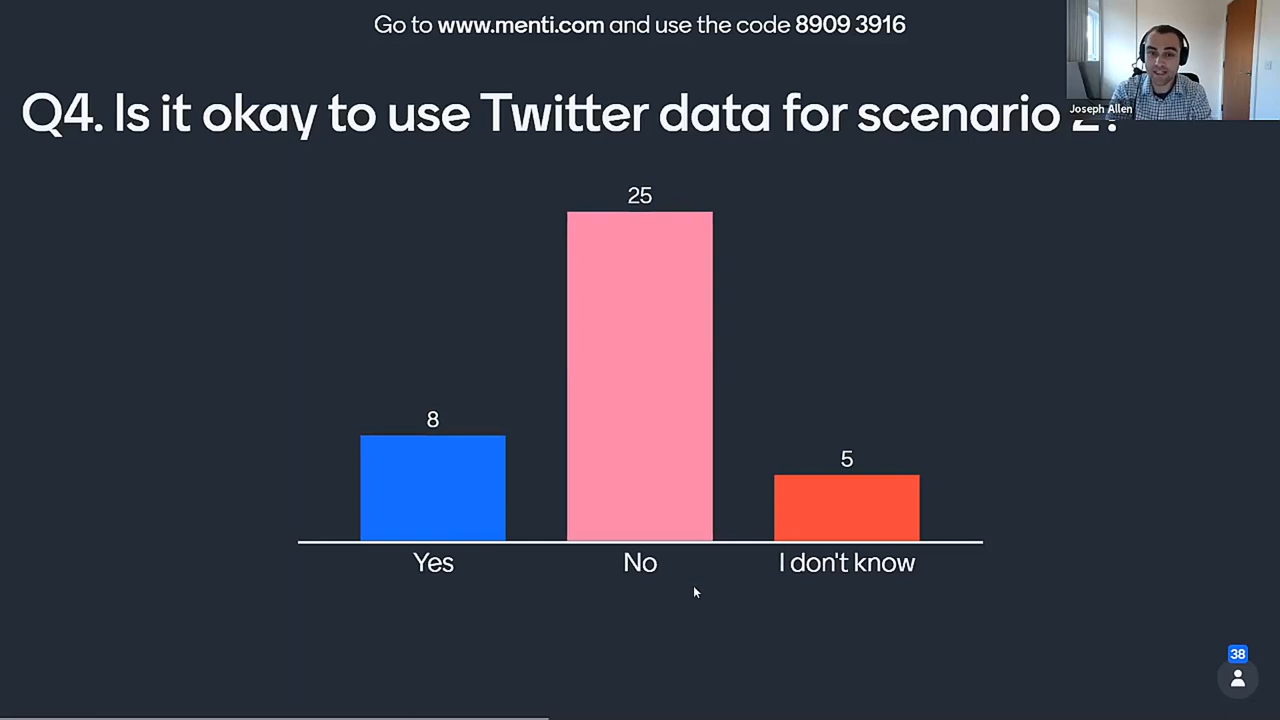 Go to www.menti.com and use the code 8909 3916
Joseph Allen
Q4. Is it okay to use Twitter data for scenario
25
8
5
Yes
No
I don't know
38